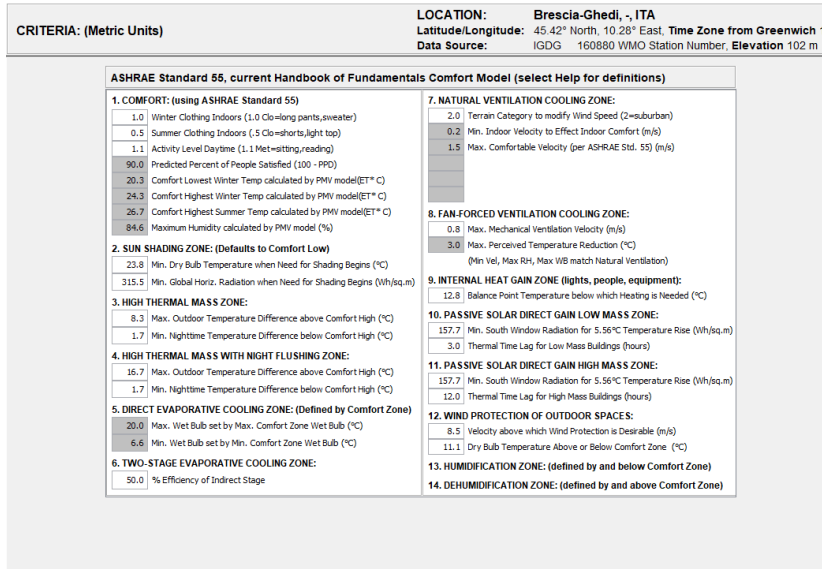 CRITERIA: (Metric Units)
LOCATION: Brescia-Ghedi, -, ITA
Latitude/Longitude: 45.42° North, 10.28° East, Time Zone from Greenwich 1
Data Source: IGDG 160880 WMO Station Number, Elevation 102 m
ASHRAE Standard 55, current Handbook of Fundamentals Comfort Model (select Help for definitions)
1. COMFORT: (using ASHRAE Standard 55)
1.0 Winter Clothing Indoors (1.0 Clo=long pants,sweater)
0.5 Summer Clothing Indoors (.5 Clo=shorts,light top)
1.1 Activity Level Daytime (1.1 Met=sitting,reading)
90.0 Predicted Percent of People Satisfied (100 - PPD)
20.3 Comfort Lowest Winter Temp calculated by PMV model(ET* C)
24.3 Comfort Highest Winter Temp calculated by PMV model(ET* C)
26.7 Comfort Highest Summer Temp calculated by PMV model(ET* C)
84.6 Maximum Humidity calculated by PMV model (%)
2. SUN SHADING ZONE: (Defaults to Comfort Low)
23.8 Min. Dry Bulb Temperature when Need for Shading Begins (°C)
315.5 Min. Global Horiz. Radiation when Need for Shading Begins (Wh/sq.m)
3. HIGH THERMAL MASS ZONE:
8.3 Max. Outdoor Temperature Difference above Comfort High (°C)
1.7 Min. Nighttime Temperature Difference below Comfort High (°C)
4. HIGH THERMAL MASS WITH NIGHT FLUSHING ZONE:
16.7 Max. Outdoor Temperature Difference above Comfort High (°C)
1.7 Min. Nighttime Temperature Difference below Comfort High (°C)
5. DIRECT EVAPORATIVE COOLING ZONE: (Defined by Comfort Zone)
20.0 Max. Wet Bulb set by Max. Comfort Zone Wet Bulb (°C)
6.6 Min. Wet Bulb set by Min. Comfort Zone Wet Bulb (°C)
6. TWO-STAGE EVAPORATIVE COOLING ZONE:
50.0 % Efficiency of Indirect Stage
7. NATURAL VENTILATION COOLING ZONE:
2.0 Terrain Category to modify Wind Speed (2=suburban)
0.2 Min. Indoor Velocity to Effect Indoor Comfort (m/s)
1.5 Max. Comfortable Velocity (per ASHRAE Std. 55) (m/s)
8. FAN-FORCED VENTILATION COOLING ZONE:
0.8 Max. Mechanical Ventilation Velocity (m/s)
3.0 Max. Perceived Temperature Reduction (°C)
(Min Vel, Max RH, Max WB match Natural Ventilation)
9. INTERNAL HEAT GAIN ZONE (lights, people, equipment):
12.8 Balance Point Temperature below which Heating is Needed (°C)
10. PASSIVE SOLAR DIRECT GAIN LOW MASS ZONE:
157.7 Min. South Window Radiation for 5.56°C Temperature Rise (Wh/sq.m)
3.0 Thermal Time Lag for Low Mass Buildings (hours)
11. PASSIVE SOLAR DIRECT GAIN HIGH MASS ZONE:
157.7 Min. South Window Radiation for 5.56°C Temperature Rise (Wh/sq.m)
12.0 Thermal Time Lag for High Mass Buildings (hours)
12. WIND PROTECTION OF OUTDOOR SPACES:
8.5 Velocity above which Wind Protection is Desirable (m/s)
11.1 Dry Bulb Temperature Above or Below Comfort Zone (°C)
13. HUMIDIFICATION ZONE: (defined by and below Comfort Zone)
14. DEHUMIDIFICATION ZONE: (defined by and above Comfort Zone)